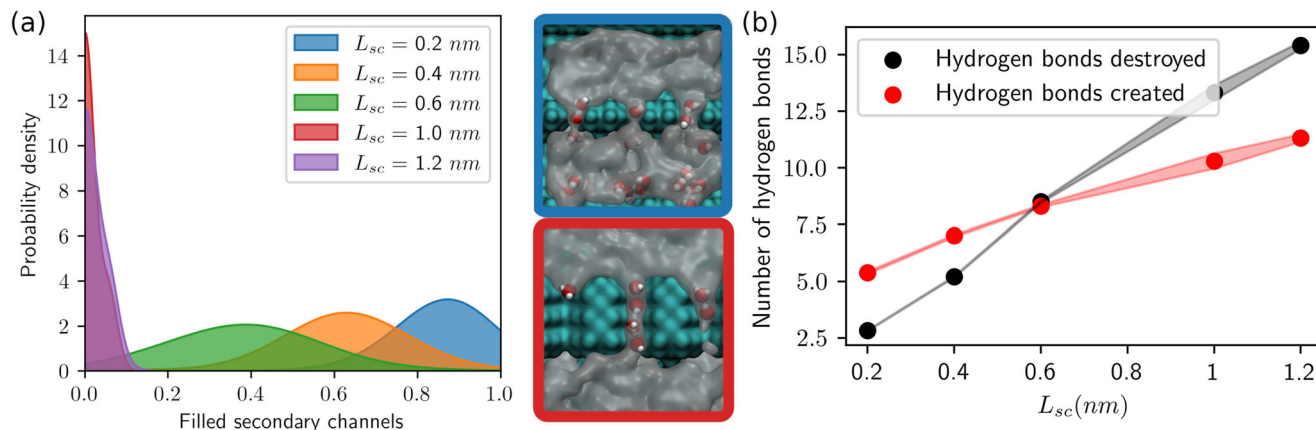 (a)
14
12
10
8
6
4
2
0
Probability density
0.0 0.2 0.4 0.6 0.8 1.0
Filled secondary channels
L_sc = 0.2 nm
L_sc = 0.4 nm
L_sc = 0.6 nm
L_sc = 1.0 nm
L_sc = 1.2 nm
(b)
15.0
12.5
10.0
7.5
5.0
2.5
Number of hydrogen bonds
Hydrogen bonds destroyed
Hydrogen bonds created
0.2 0.4 0.6 1 1.2
L_sc(nm)